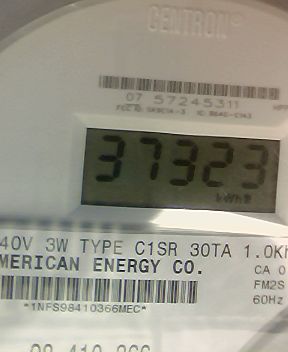 CENTRON®
07 57245311
37323
kWh
40V 3W TYPE C1SR 30TA 1.0K
MERICAN ENERGY CO.
CA 0
FM2S
60Hz
*1NFS98410366MEC*